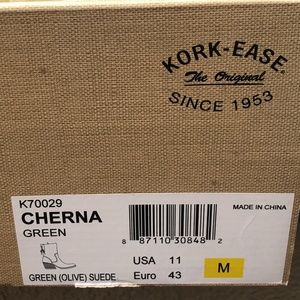 KORK-EASE®
The Original
SINCE 1953
K70029
CHERNA
GREEN
MADE IN CHINA
8 87110 30848 2
GREEN (OLIVE) SUEDE
USA 11
Euro 43
M